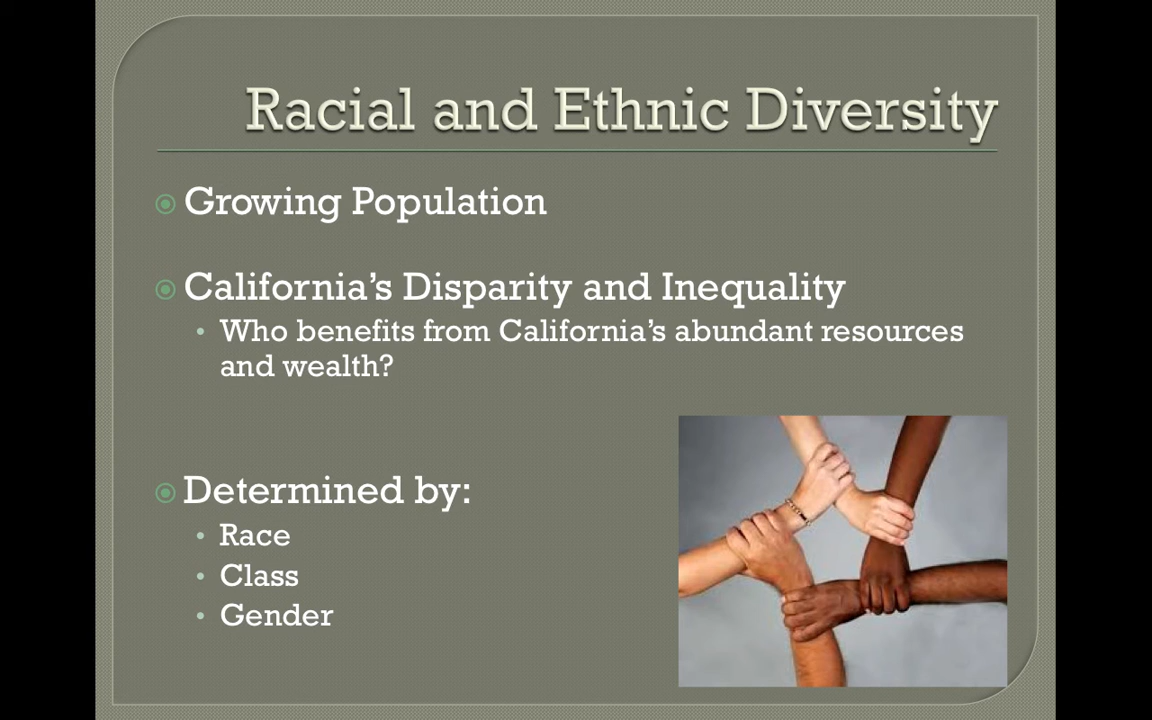 Racial and Ethnic Diversity
Growing Population
California's Disparity and Inequality
Who benefits from California's abundant resources
and wealth?
Determined by:
Race
Class
Gender